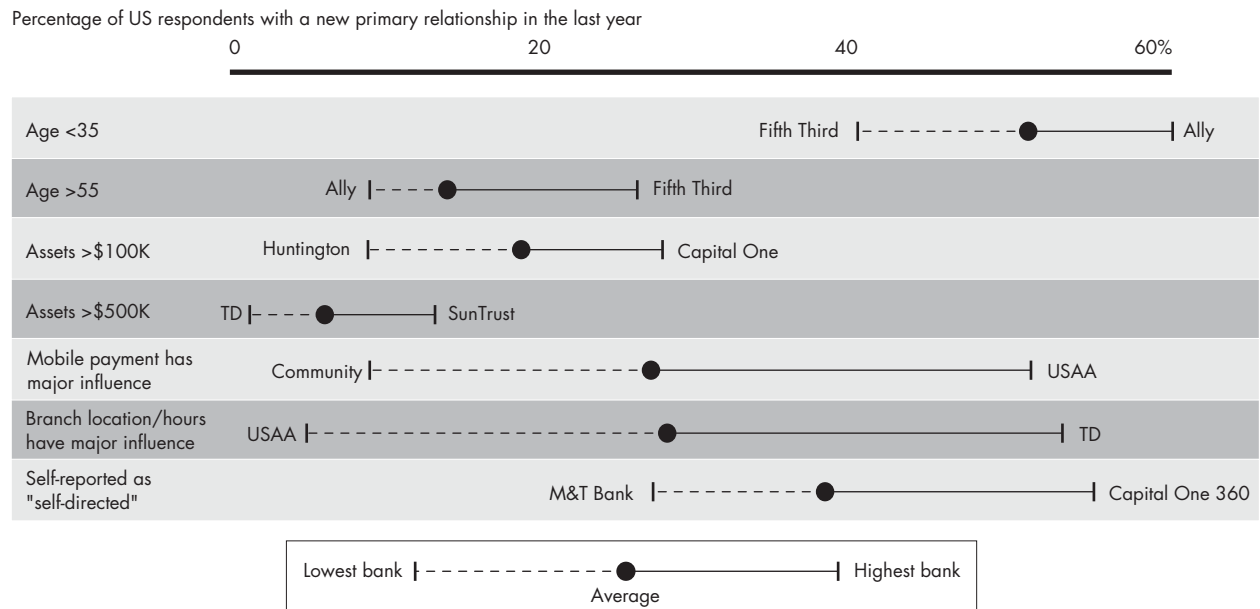 Percentage of US respondents with a new primary relationship in the last year
0 20 40 60%
Age <35 Fifth Third Ally
Age >55 Ally Fifth Third
Assets >$100K Huntington Capital One
Assets >$500K TD SunTrust
Mobile payment has
major influence Community USAA
Branch location/hours
have major influence USAA TD
Self-reported as
"self-directed" M&T Bank Capital One 360
Lowest bank Highest bank
Average